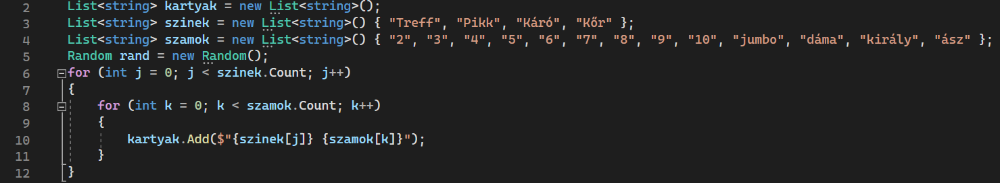 2 List<string> kartyak = new List<string>();
3 List<string> szinek = new List<string>() { "Treff", "Pikk", "Káró", "Kőr" };
4 List<string> szamok = new List<string>() { "2", "3", "4", "5", "6", "7", "8", "9", "10", "jumbo", "dáma", "király", "ász" };
5 Random rand = new Random();
6 for (int j = 0; j < szinek.Count; j++)
7 {
8 for (int k = 0; k < szamok.Count; k++)
9 {
10 kartyak.Add($"{szinek[j]} {szamok[k]}");
11 }
12 }